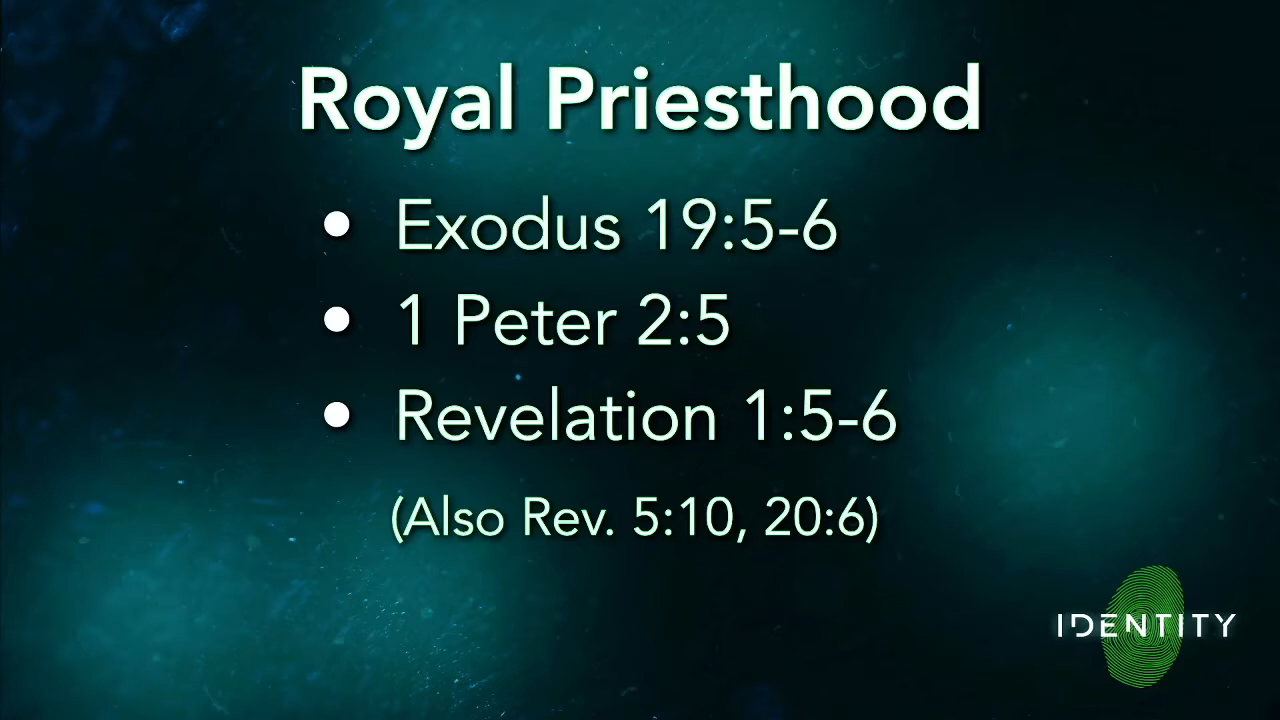 Royal Priesthood
• Exodus 19:5-6
• 1 Peter 2:5
• Revelation 1:5-6
(Also Rev. 5:10, 20:6)
IDENTITY